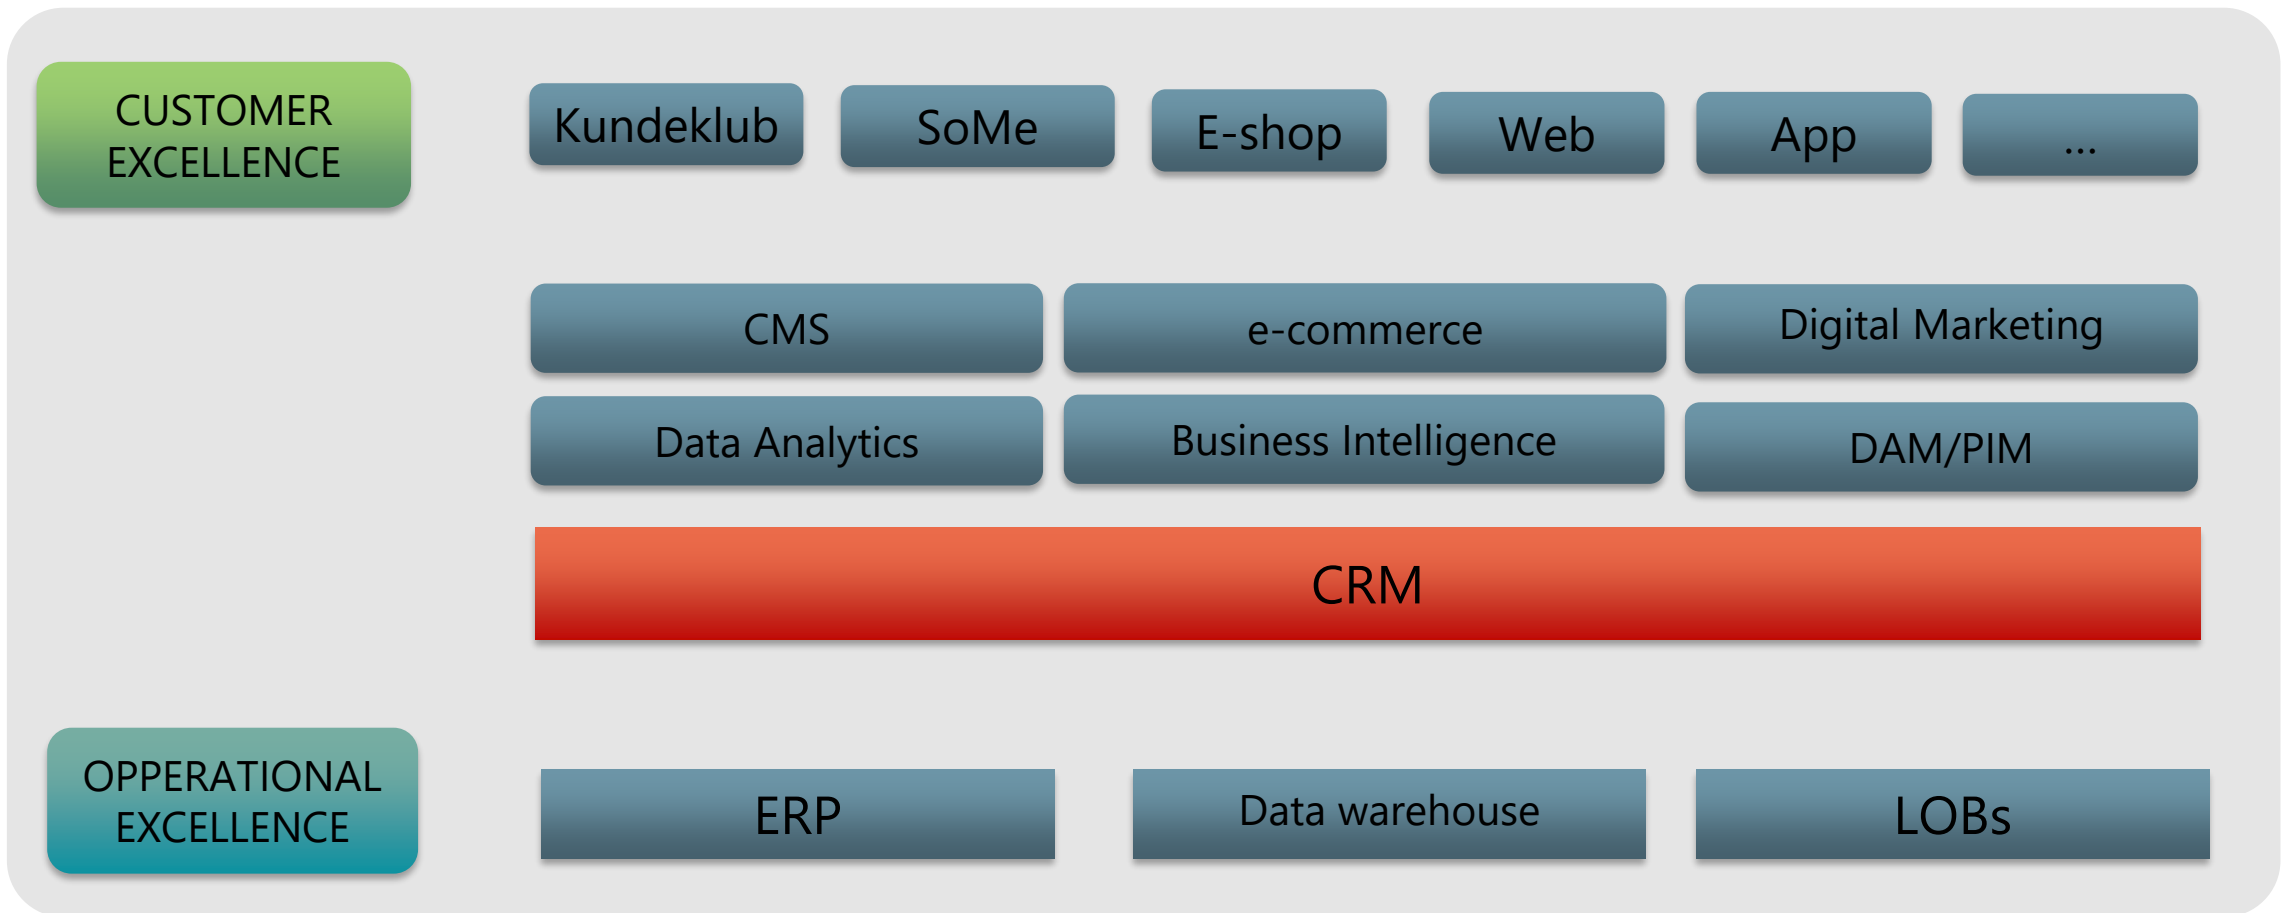 CUSTOMER
EXCELLENCE
Kundeklub
SoMe
E-shop
Web
App
...
CMS
e-commerce
Digital Marketing
Data Analytics
Business Intelligence
DAM/PIM
CRM
OPPERATIONAL
EXCELLENCE
ERP
Data warehouse
LOBs